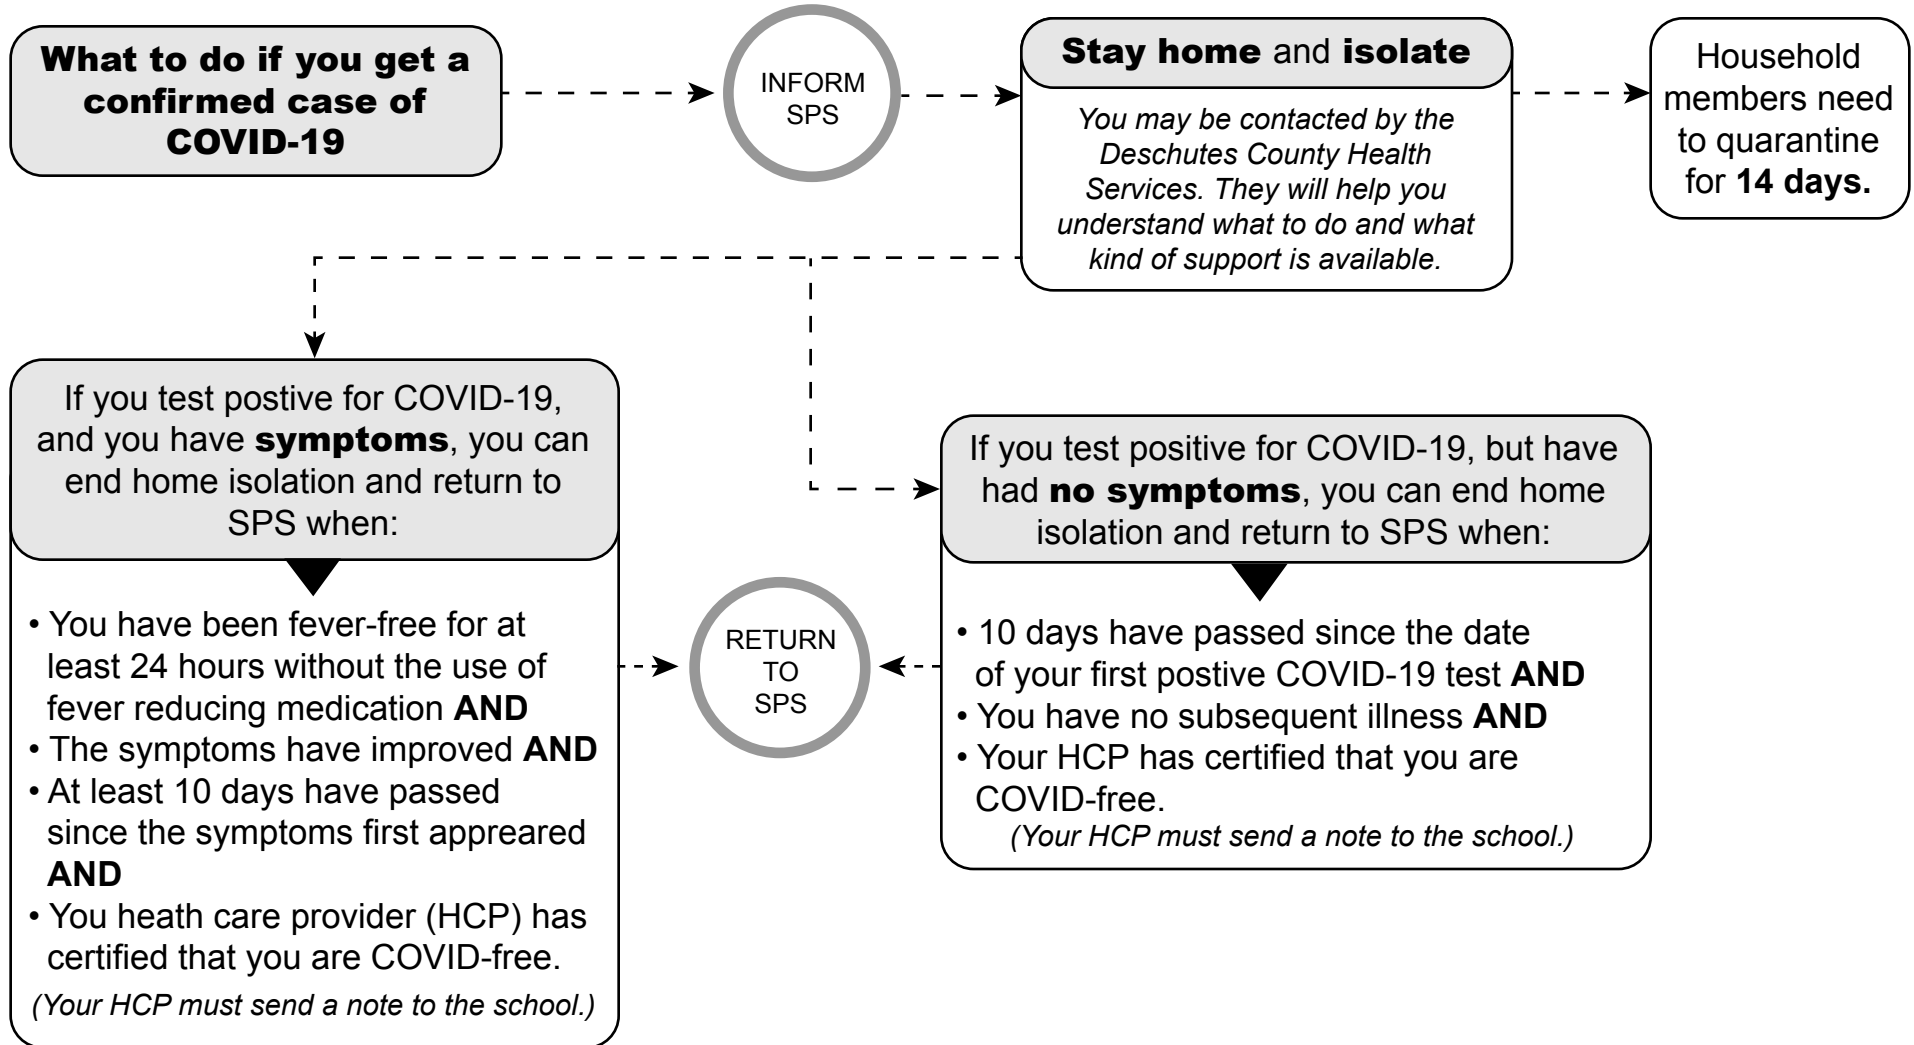 What to do if you get a
confirmed case of
COVID-19
INFORM
SPS
Stay home and isolate
You may be contacted by the
Deschutes County Health
Services. They will help you
understand what to do and what
kind of support is available.
Household
members need
to quarantine
for 14 days.
If you test postive for COVID-19,
and you have symptoms, you can
end home isolation and return to
SPS when:
• You have been fever-free for at
least 24 hours without the use of
fever reducing medication AND
• The symptoms have improved AND
• At least 10 days have passed
since the symptoms first appreared
AND
• You heath care provider (HCP) has
certified that you are COVID-free.
(Your HCP must send a note to the school.)
RETURN
TO
SPS
If you test positive for COVID-19, but have
had no symptoms, you can end home
isolation and return to SPS when:
• 10 days have passed since the date
of your first postive COVID-19 test AND
• You have no subsequent illness AND
• Your HCP has certified that you are
COVID-free.
(Your HCP must send a note to the school.)